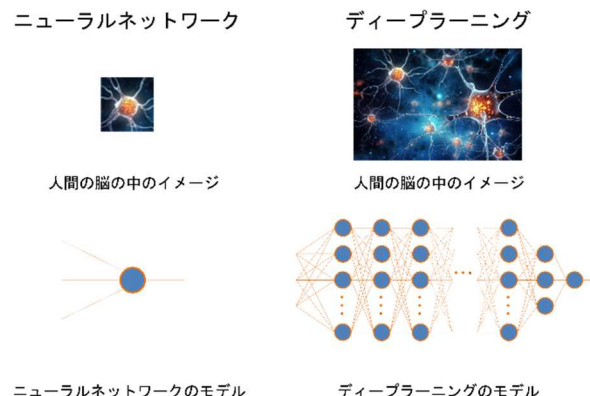 ニューラルネットワーク
ディープラーニング
人間の脳の中のイメージ
人間の脳の中のイメージ
ニューラルネットワークのモデル
ディープラーニングのモデル